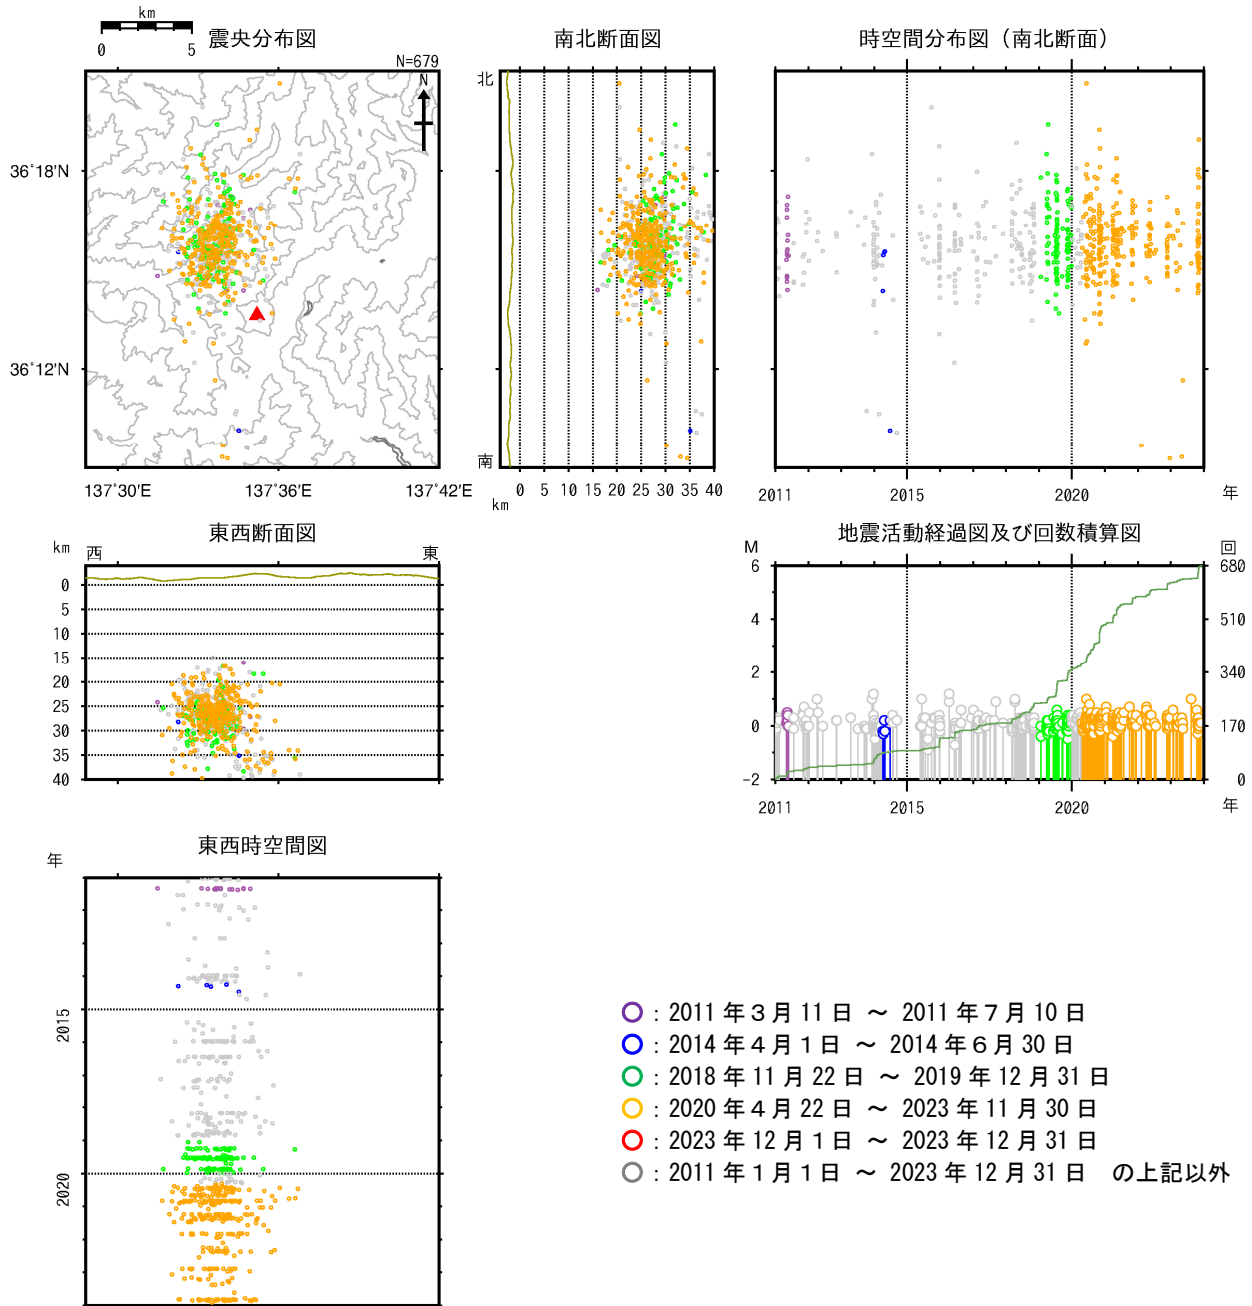 km
0 5
震央分布図
N=679
N
36°18'N
36°12'N
137°30'E 137°36'E 137°42'E
南北断面図
北
南
0 5 10 15 20 25 30 35 40
km
時空間分布図（南北断面）
2011 2015 2020 年
東西断面図
km
西 東
0
5
10
15
20
25
30
35
40
地震活動経過図及び回数積算図
M 回
6 680
4 510
2 340
0 170
-2 0
2011 2015 2020 年
東西時空間図
年
2015
2020
：2011 年３月 11 日 ～ 2011 年７月 10 日
：2014 年４月１日 ～ 2014 年６月 30 日
：2018 年 11 月 22 日 ～ 2019 年 12 月 31 日
：2020 年４月 22 日 ～ 2023 年 11 月 30 日
：2023 年 12 月１日 ～ 2023 年 12 月 31 日
：2011 年１月１日 ～ 2023 年 12 月 31 日 の上記以外